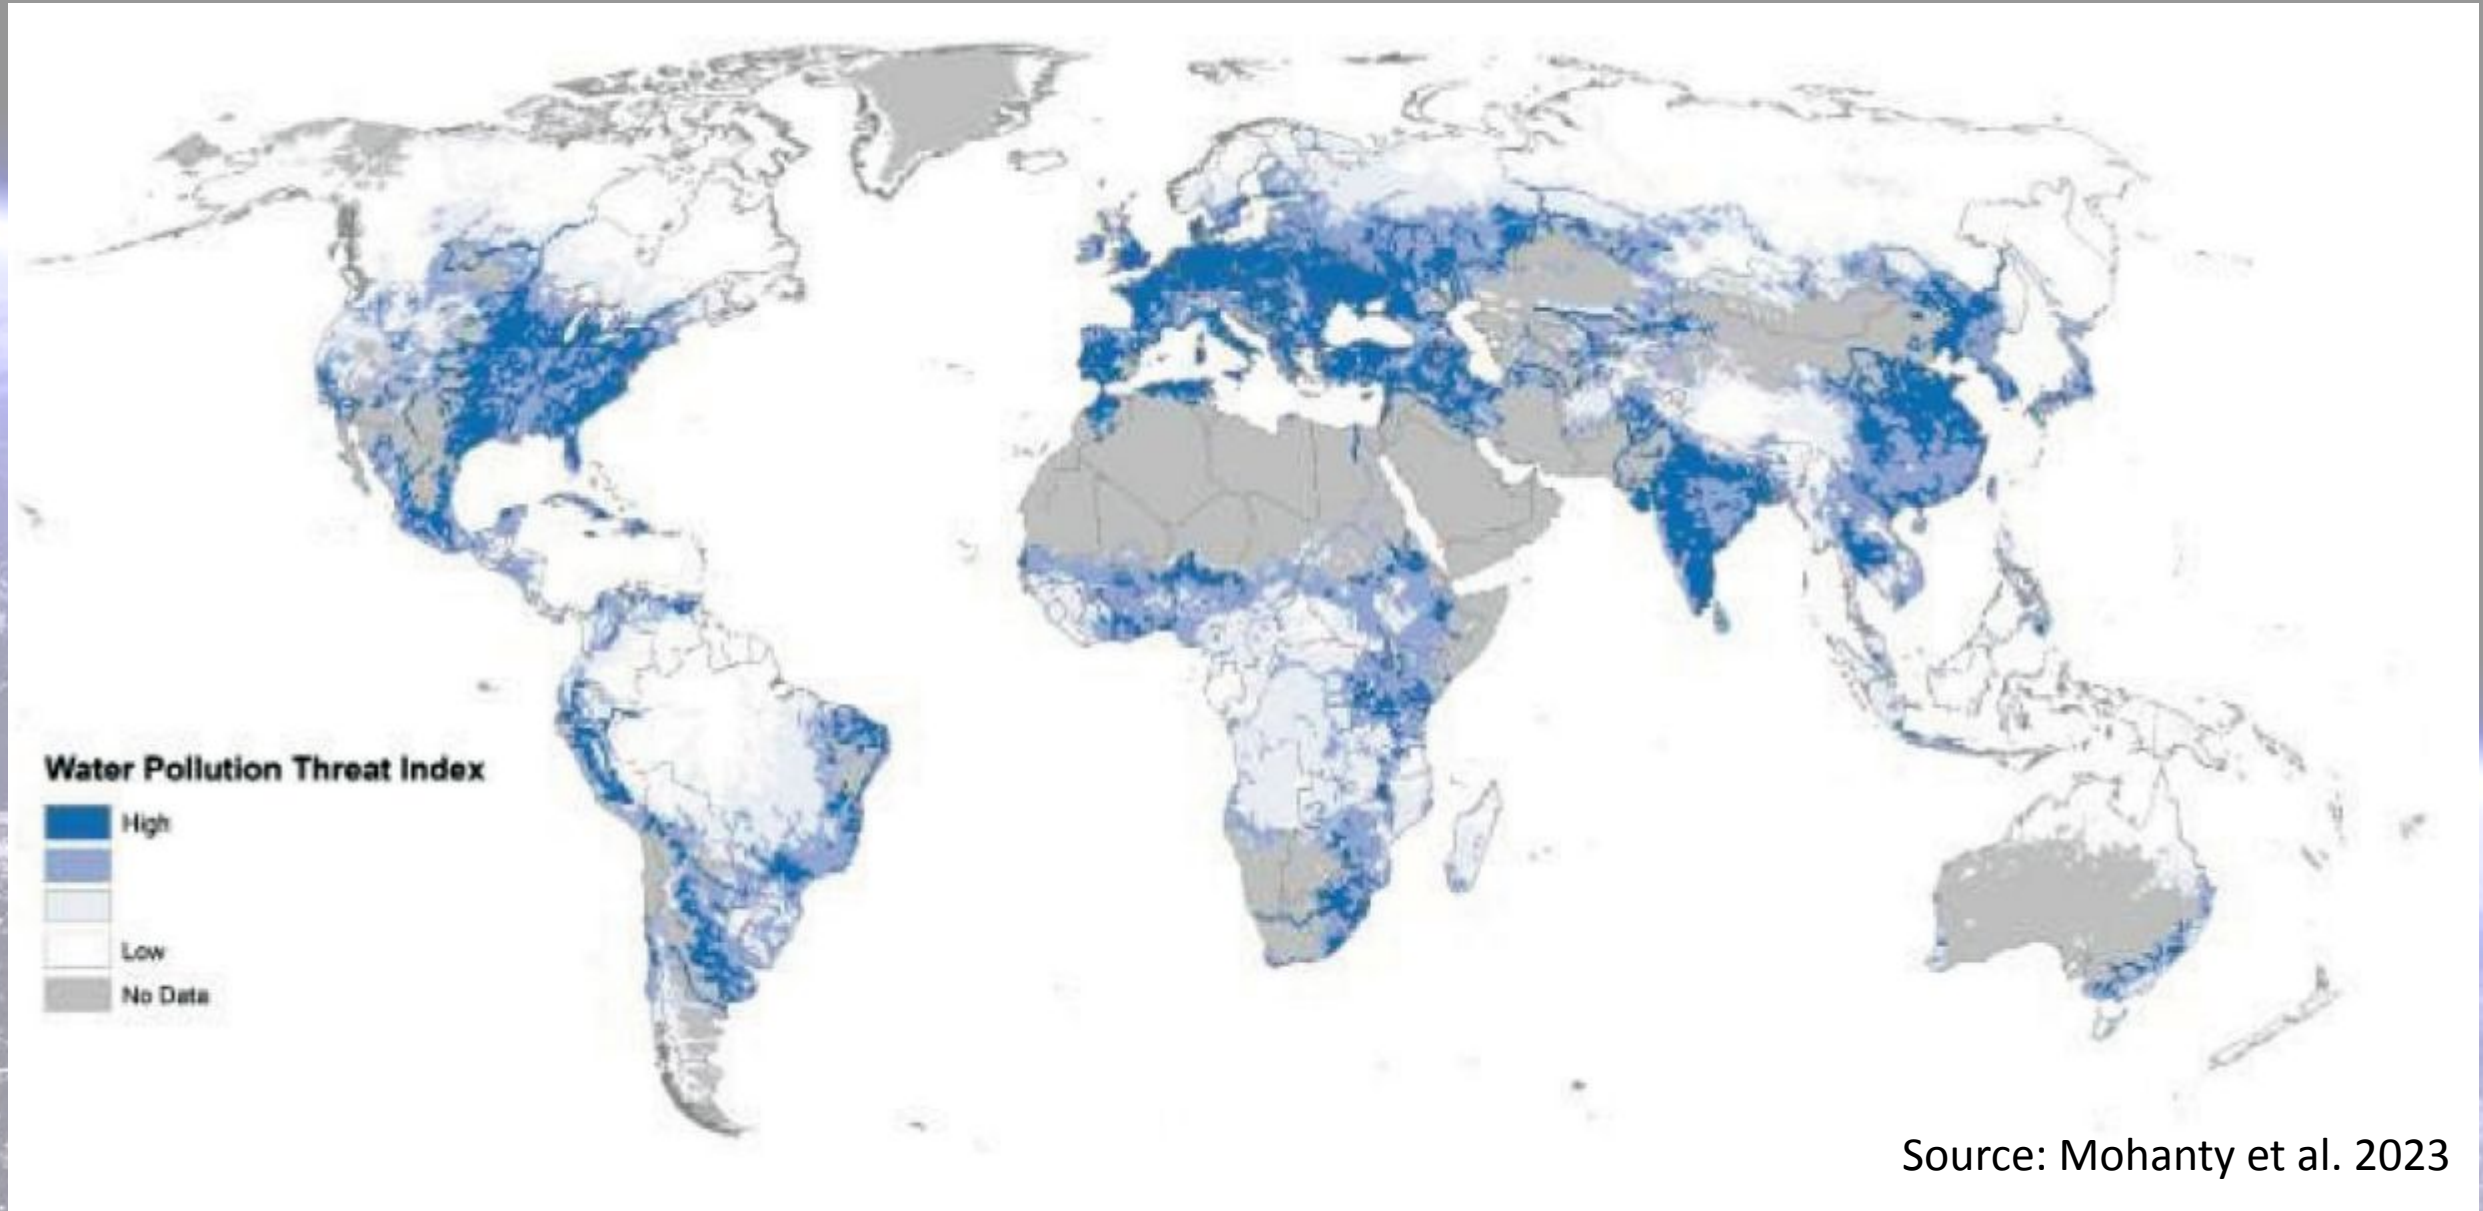 Water Pollution Threat Index
High
Low
No Data
Source: Mohanty et al. 2023